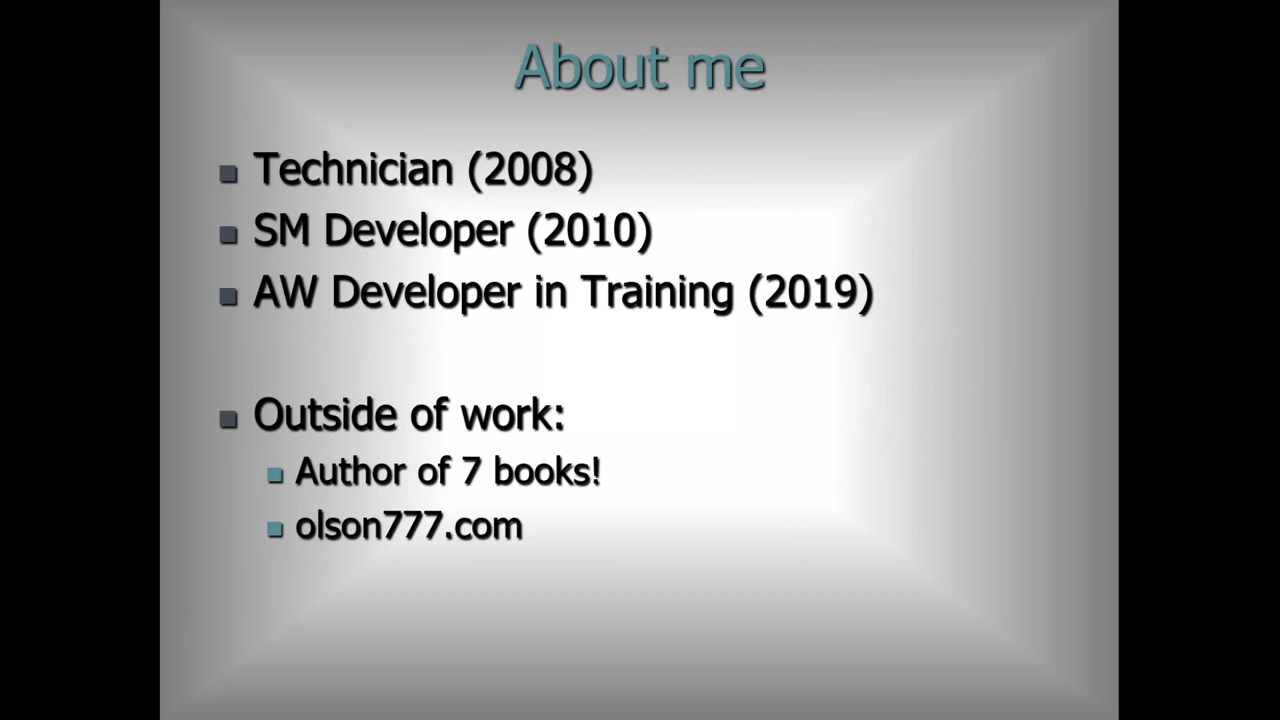 About me
Technician (2008)
SM Developer (2010)
AW Developer in Training (2019)
Outside of work:
Author of 7 books!
olson777.com